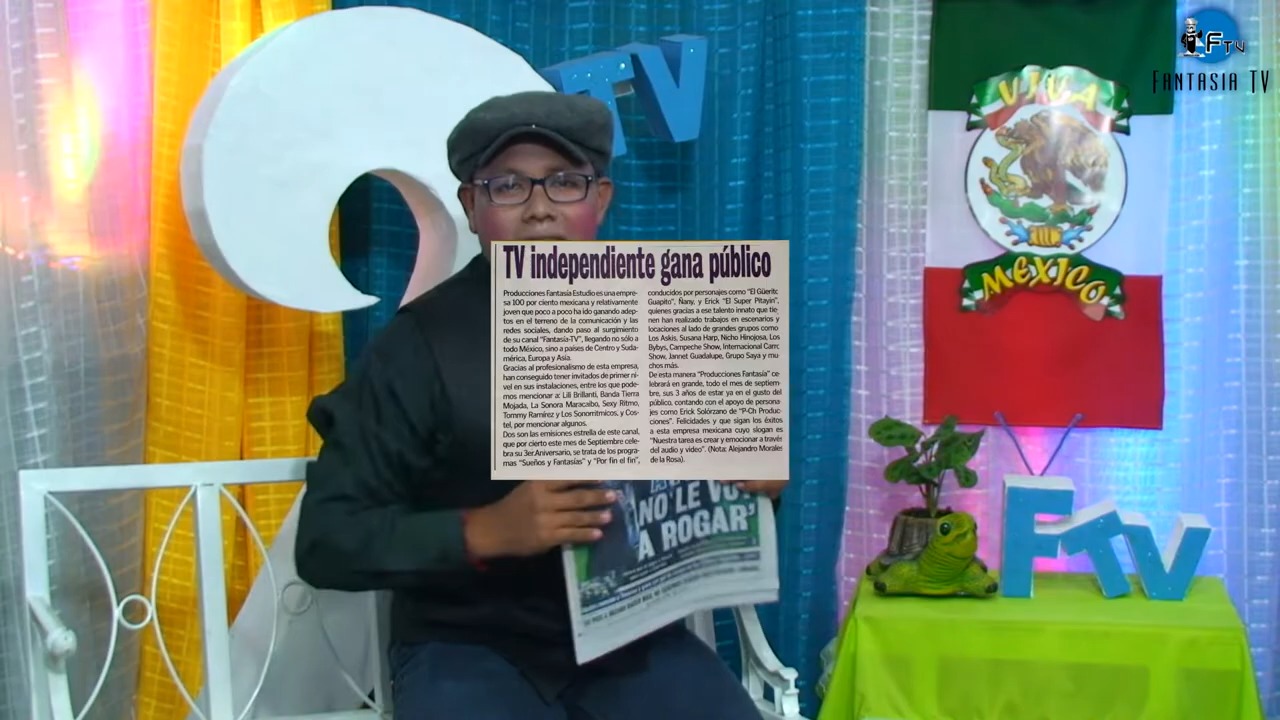 TV
FTV
FANTASIA TV
VIVA
MEXICO
TV independiente gana público
Producciones Fantasía Estudio es una empre-
sa 100 por ciento mexicana y relativamente
joven que poco a poco ha ido ganando adep-
tos en el terreno de la comunicación y las
redes sociales, dando paso al surgimiento
de su canal "Fantasía-TV", llegando no sólo a
todo México, sino a países de Centro y Suda-
mérica, Europa y Asia.
Gracias al profesionalismo de esta empresa,
han conseguido tener invitados de primer ni-
vel en sus instalaciones, entre los que pode-
mos mencionar a: Lili Brillanti, Banda Tierra
Mojada, La Sonora Maracaibo, Sexy Ritmo,
Tommy Ramírez y Los Sonorritmicos, y Cos-
tel, por mencionar algunos.
Dos son las emisiones estrella de este canal,
que por cierto este mes de Septiembre cele-
bra su 3er.Aniversario, se trata de los progra-
mas "Sueños y Fantasías" y "Por fin el fin",
conducidos por personajes como "El Güerito
Guapito", Ñany, y Erick "El Super Pitayin",
quienes gracias a ese talento innato que tie-
nen han realizado trabajos en escenarios y
locaciones al lado de grandes grupos como
Los Askis, Susana Harp, Nicho Hinojosa, Los
Bybys, Campeche Show, Internacional Carro
Show, Jannet Guadalupe, Grupo Saya y mu-
chos más.
De esta manera "Producciones Fantasía" ce-
lebrará en grande, todo el mes de septiem-
bre, sus 3 años de estar ya en el gusto del
público, contando con el apoyo de persona-
jes como Erick Solórzano de "P-Ch Produc-
ciones". Felicidades y que sigan los éxitos
a esta empresa mexicana cuyo slogan es
"Nuestra tarea es crear y emocionar a través
del audio y video". (Nota: Alejandro Morales
de la Rosa).
'NO LE VOY
A ROGAR'
FTV